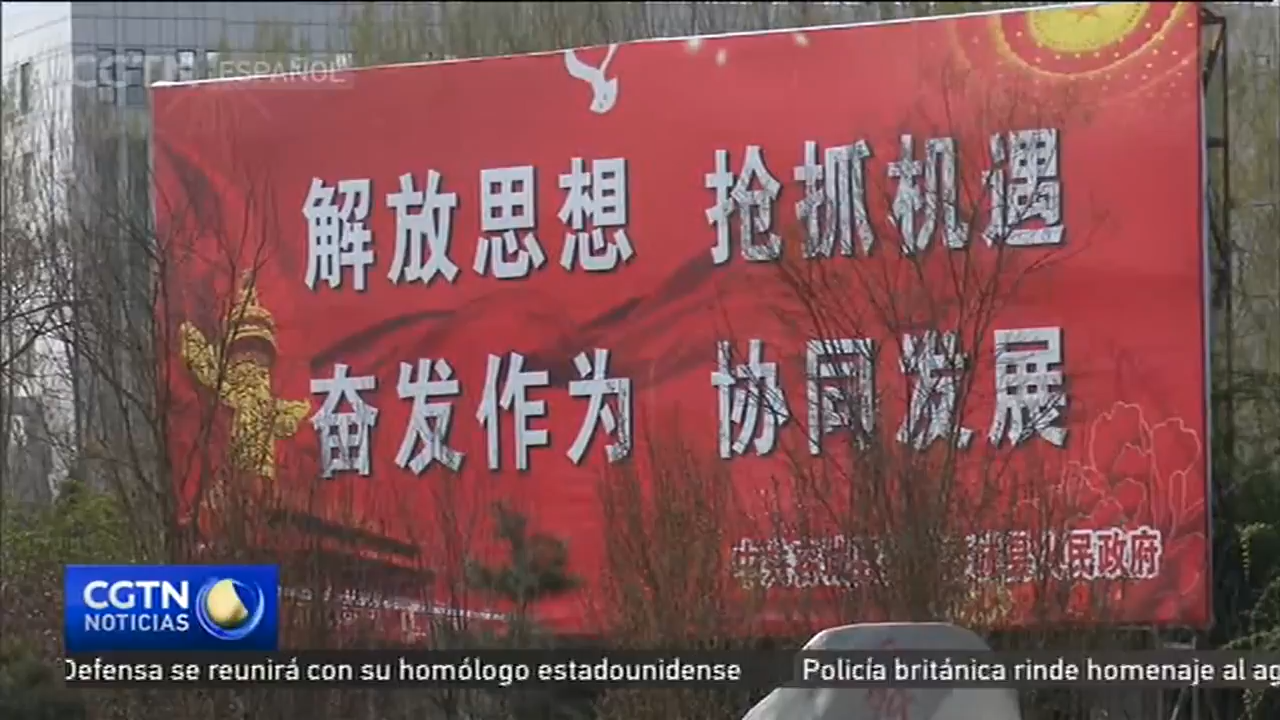 CGTN ESPAÑOL
解放思想 抢抓机遇
奋发作为 协同发展
县人民政府
CGTN
NOTICIAS
Defensa se reunirá con su homólogo estadounidense Policía británica rinde homenaje al